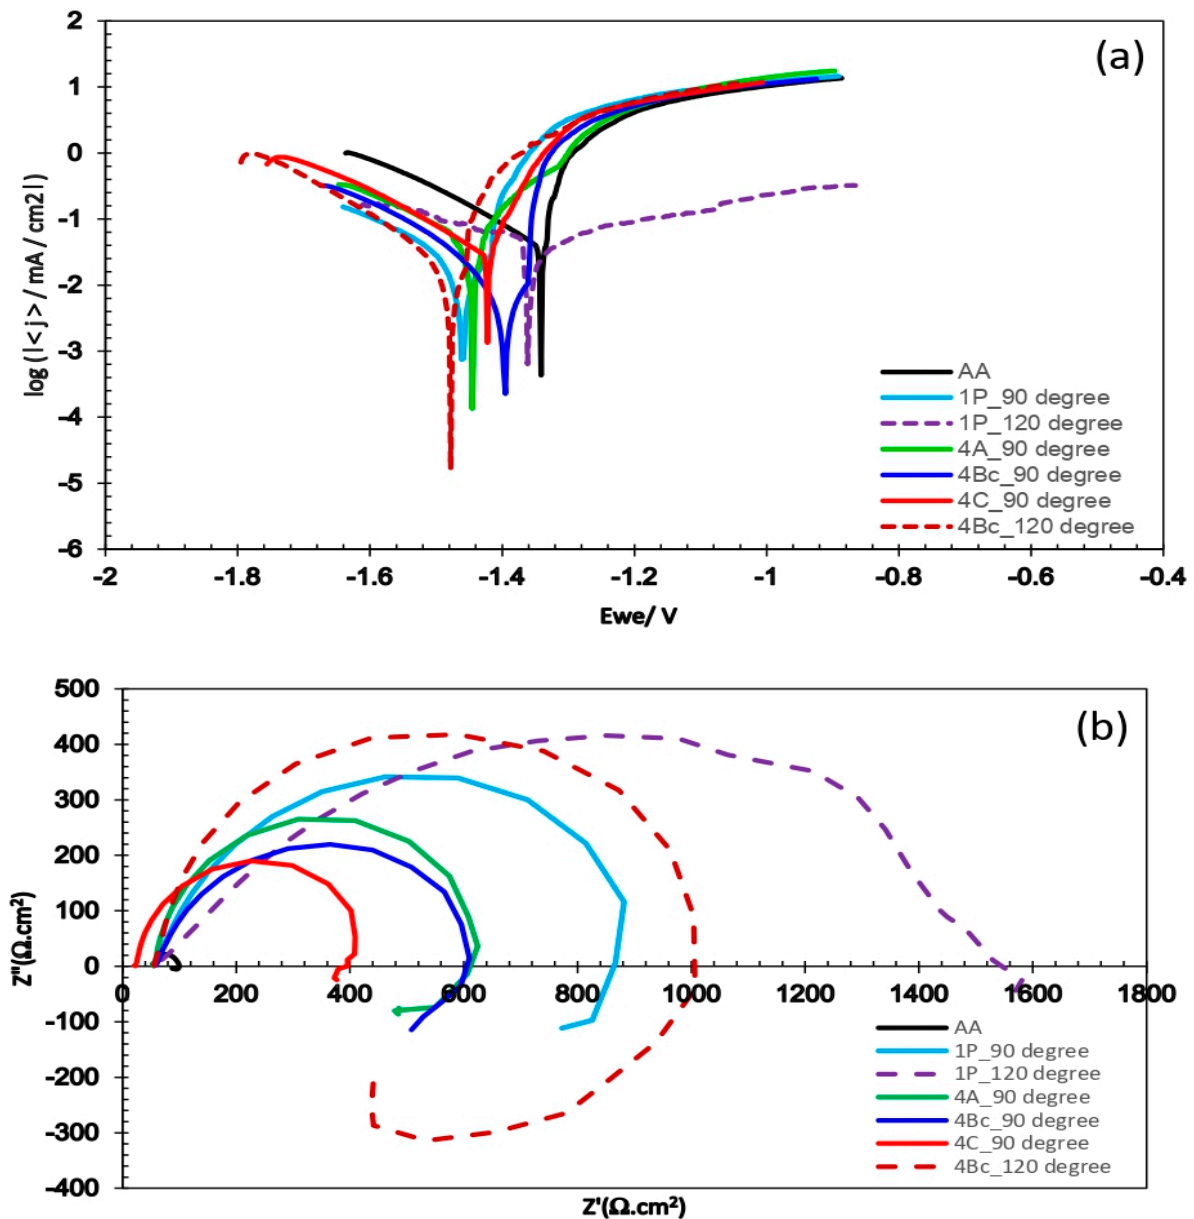 (a)
log (I < j > / mA / cm2I)
2
1
0
-1
-2
-3
-4
-5
-6
-2 -1.8 -1.6 -1.4 -1.2 -1 -0.8 -0.6 -0.4
Ewe/ V
AA
1P_90 degree
1P_120 degree
4A_90 degree
4Bc_90 degree
4C_90 degree
4Bc_120 degree
(b)
Z"(Ω.cm²)
500
400
300
200
100
0
-100
-200
-300
-400
0 200 400 600 800 1000 1200 1400 1600 1800
Z'(Ω.cm²)
AA
1P_90 degree
1P_120 degree
4A_90 degree
4Bc_90 degree
4C_90 degree
4Bc_120 degree